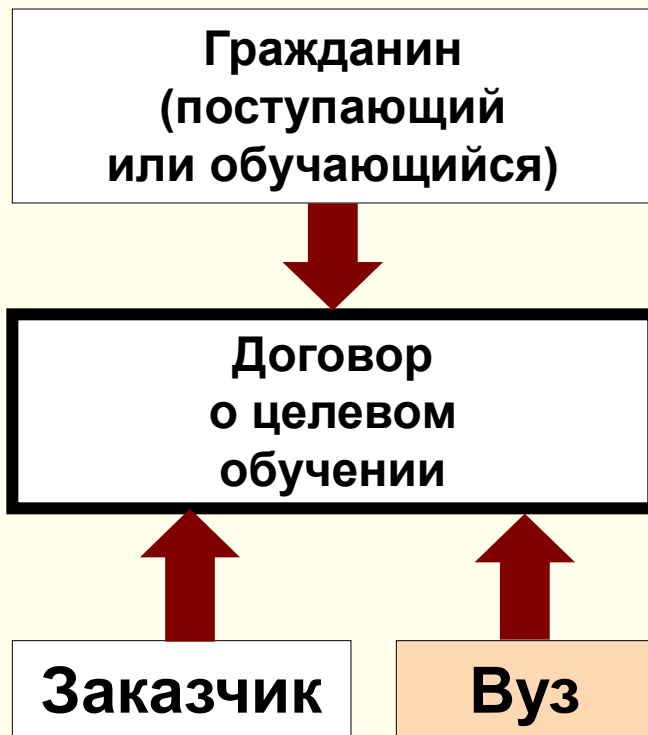 Гражданин
(поступающий
или обучающийся)
Договор
о целевом
обучении
Заказчик
Вуз